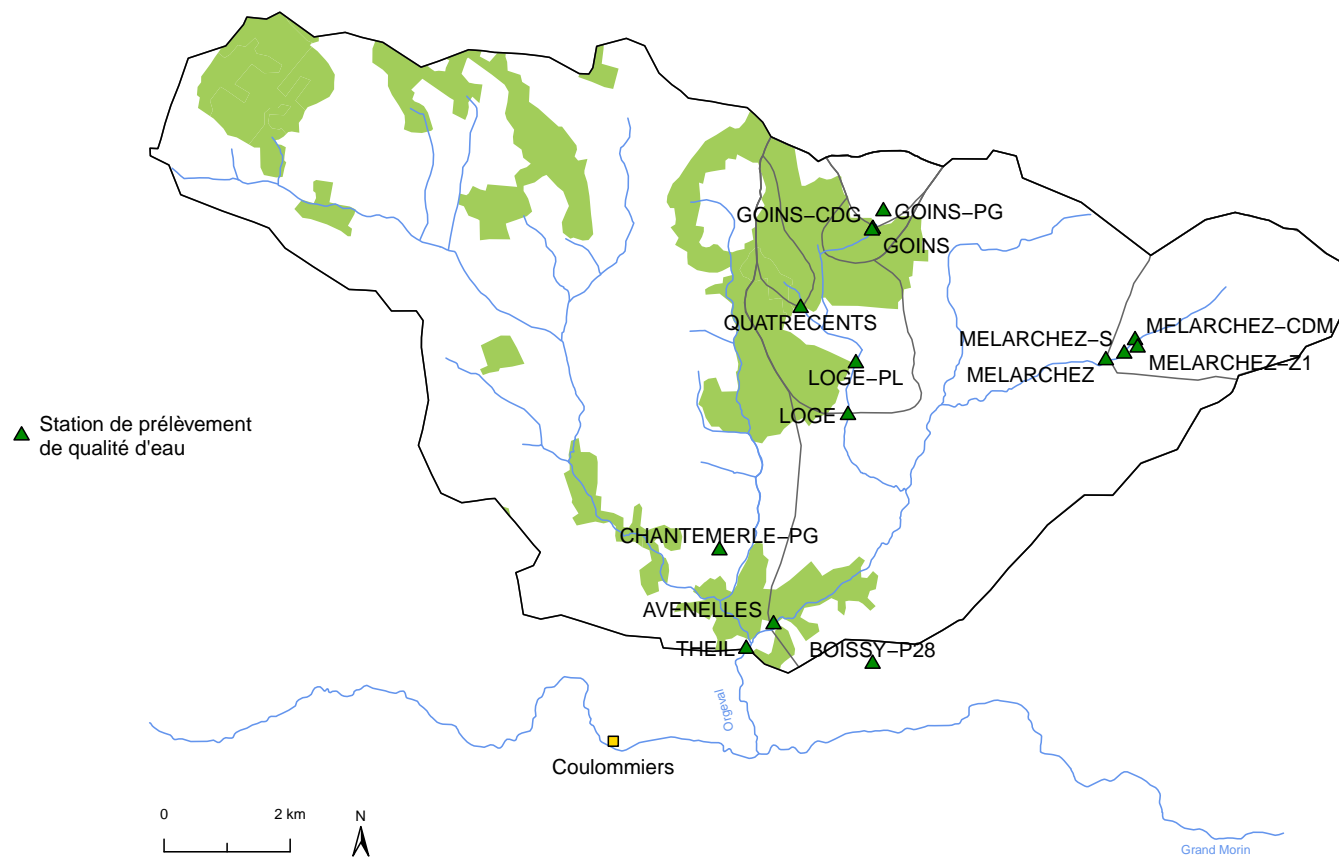 GOINS−CDG
GOINS−PG
GOINS
QUATRECENTS
MELARCHEZ−S
MELARCHEZ−CDM
MELARCHEZ−Z1
MELARCHEZ
LOGE−PL
LOGE
Station de prélèvement
de qualité d'eau
CHANTEMERLE−PG
AVENELLES
THEIL
BOISSY−P28
Orgeval
Coulommiers
0
2 km
N
Grand Morin